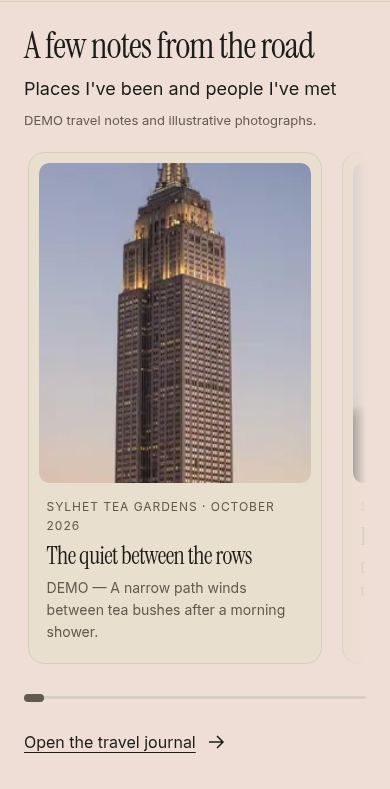 A few notes from the road
Places I've been and people I've met
DEMO travel notes and illustrative photographs.
SYLHET TEA GARDENS · OCTOBER
2026
The quiet between the rows
DEMO — A narrow path winds
between tea bushes after a morning
shower.
Open the travel journal →